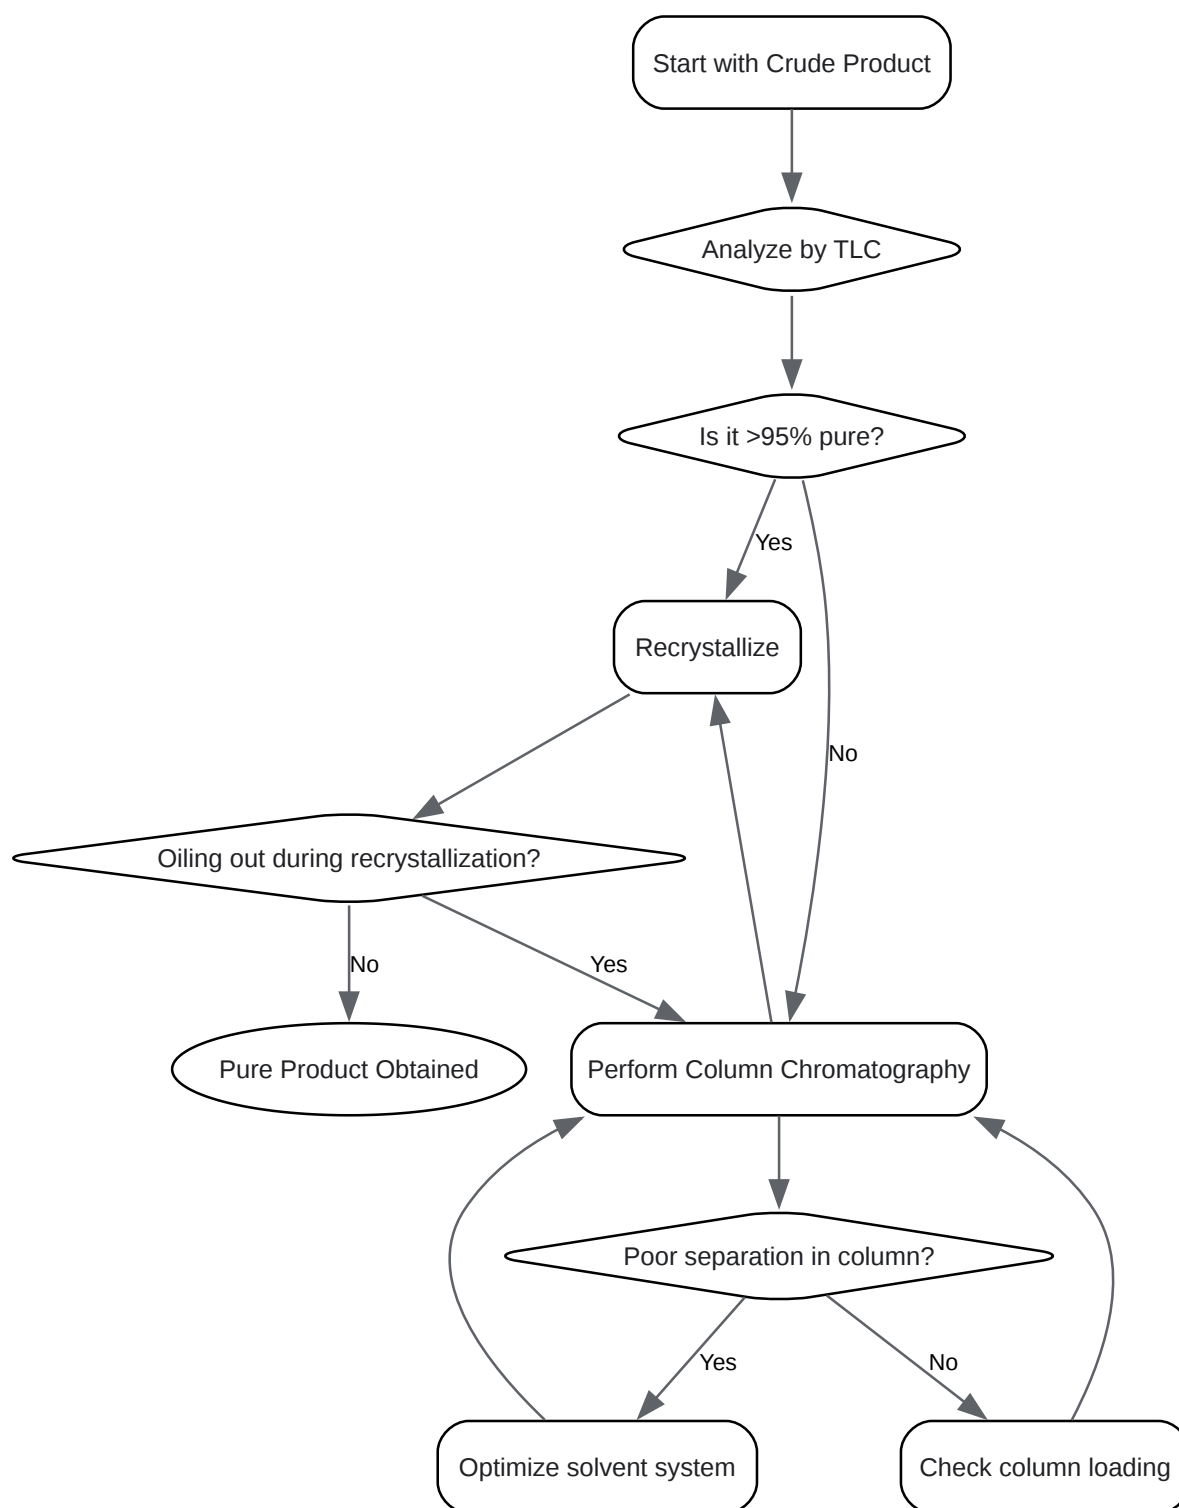 Start with Crude Product
Analyze by TLC
Is it >95% pure?
Yes
Recrystallize
No
Oiling out during recrystallization?
No
Yes
Pure Product Obtained
Perform Column Chromatography
Poor separation in column?
Yes
No
Optimize solvent system
Check column loading